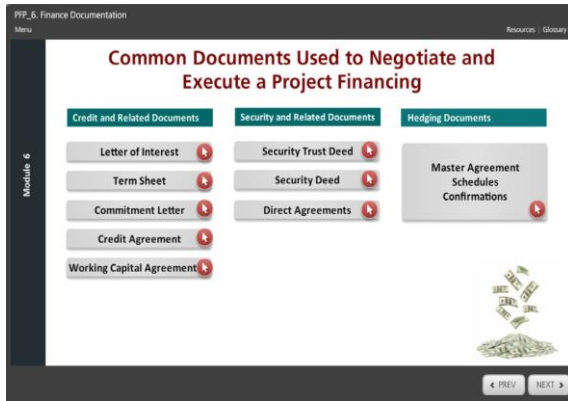 PFP_6. Finance Documentation
Menu
Resources | Glossary
Module 6
Common Documents Used to Negotiate and
Execute a Project Financing
Credit and Related Documents
Letter of Interest
Term Sheet
Commitment Letter
Credit Agreement
Working Capital Agreement
Security and Related Documents
Security Trust Deed
Security Deed
Direct Agreements
Hedging Documents
Master Agreement
Schedules
Confirmations
PREV
NEXT